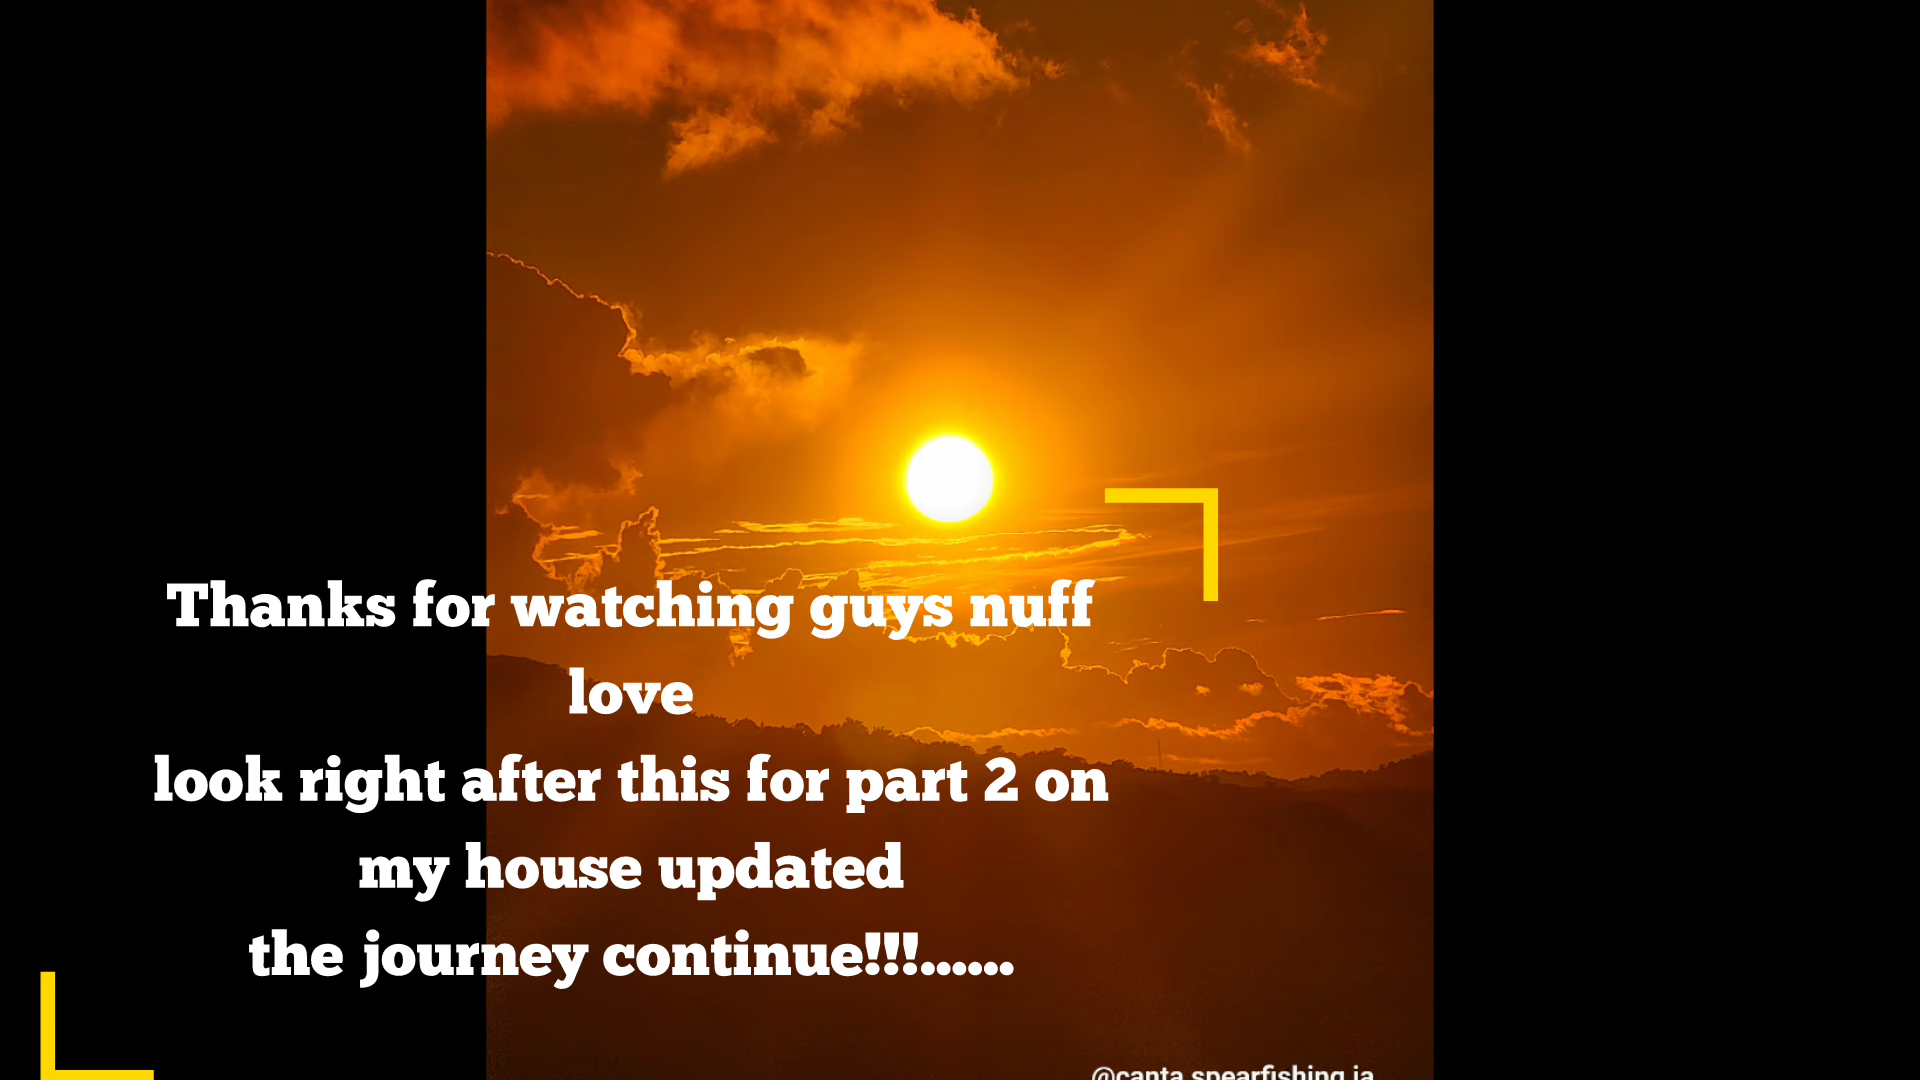 Thanks for watching guys nuff
love
look right after this for part 2 on
my house updated
the journey continue!!!......
@canta.spearfishing.ja